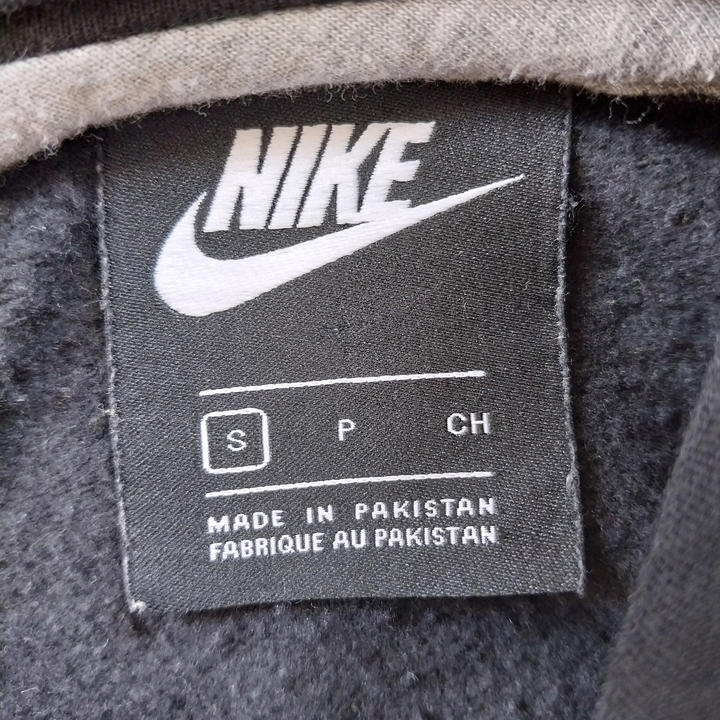 NIKE
S P CH
MADE IN PAKISTAN
FABRIQUE AU PAKISTAN